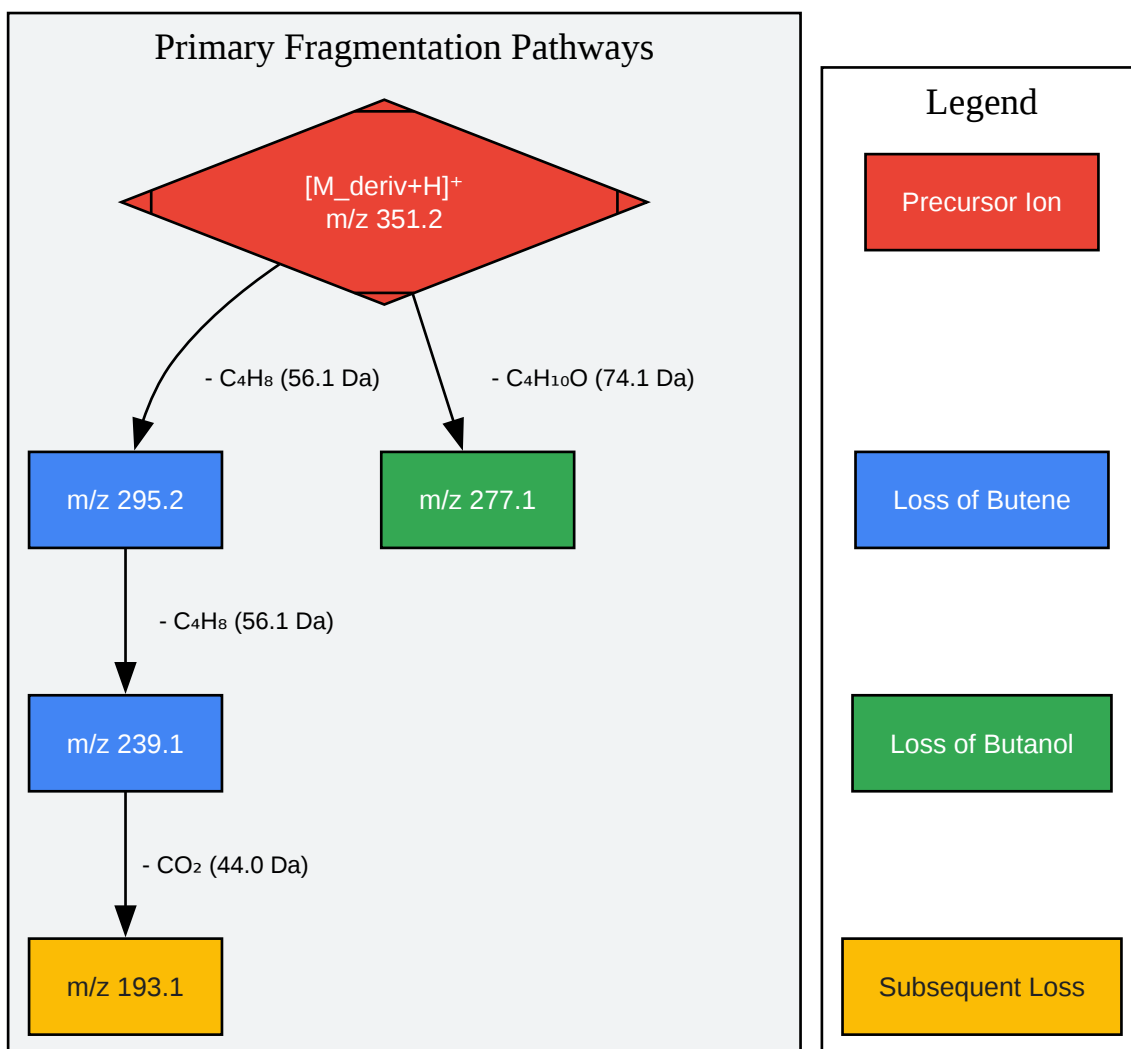 Primary Fragmentation Pathways
[M_deriv+H]⁺
m/z 351.2
- C₄H₈ (56.1 Da)
- C₄H₁₀O (74.1 Da)
m/z 295.2
m/z 277.1
- C₄H₈ (56.1 Da)
m/z 239.1
- CO₂ (44.0 Da)
m/z 193.1
Legend
Precursor Ion
Loss of Butene
Loss of Butanol
Subsequent Loss